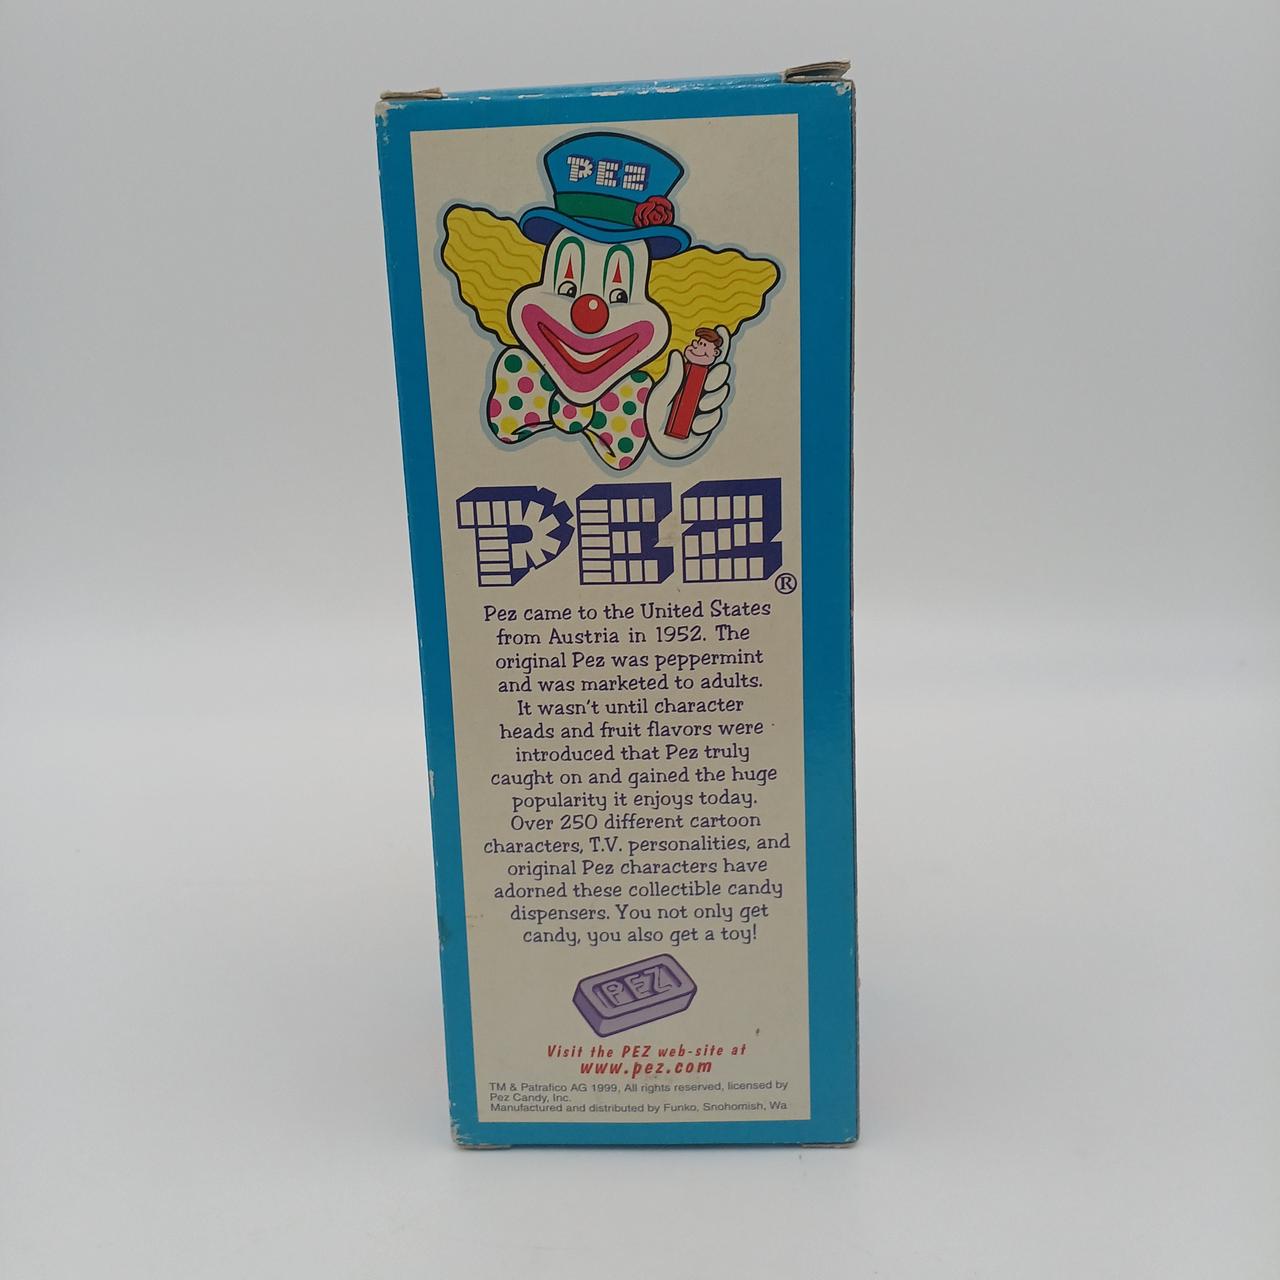 PEZ
PEZ®
Pez came to the United States
from Austria in 1952. The
original Pez was peppermint
and was marketed to adults.
It wasn't until character
heads and fruit flavors were
introduced that Pez truly
caught on and gained the huge
popularity it enjoys today.
Over 250 different cartoon
characters, T.V. personalities, and
original Pez characters have
adorned these collectible candy
dispensers. You not only get
candy, you also get a toy!
PEZ
Visit the PEZ web-site at
www.pez.com
TM & Patrafico AG 1999, All rights reserved, licensed by
Pez Candy, Inc.
Manufactured and distributed by Funko, Snohomish, Wa